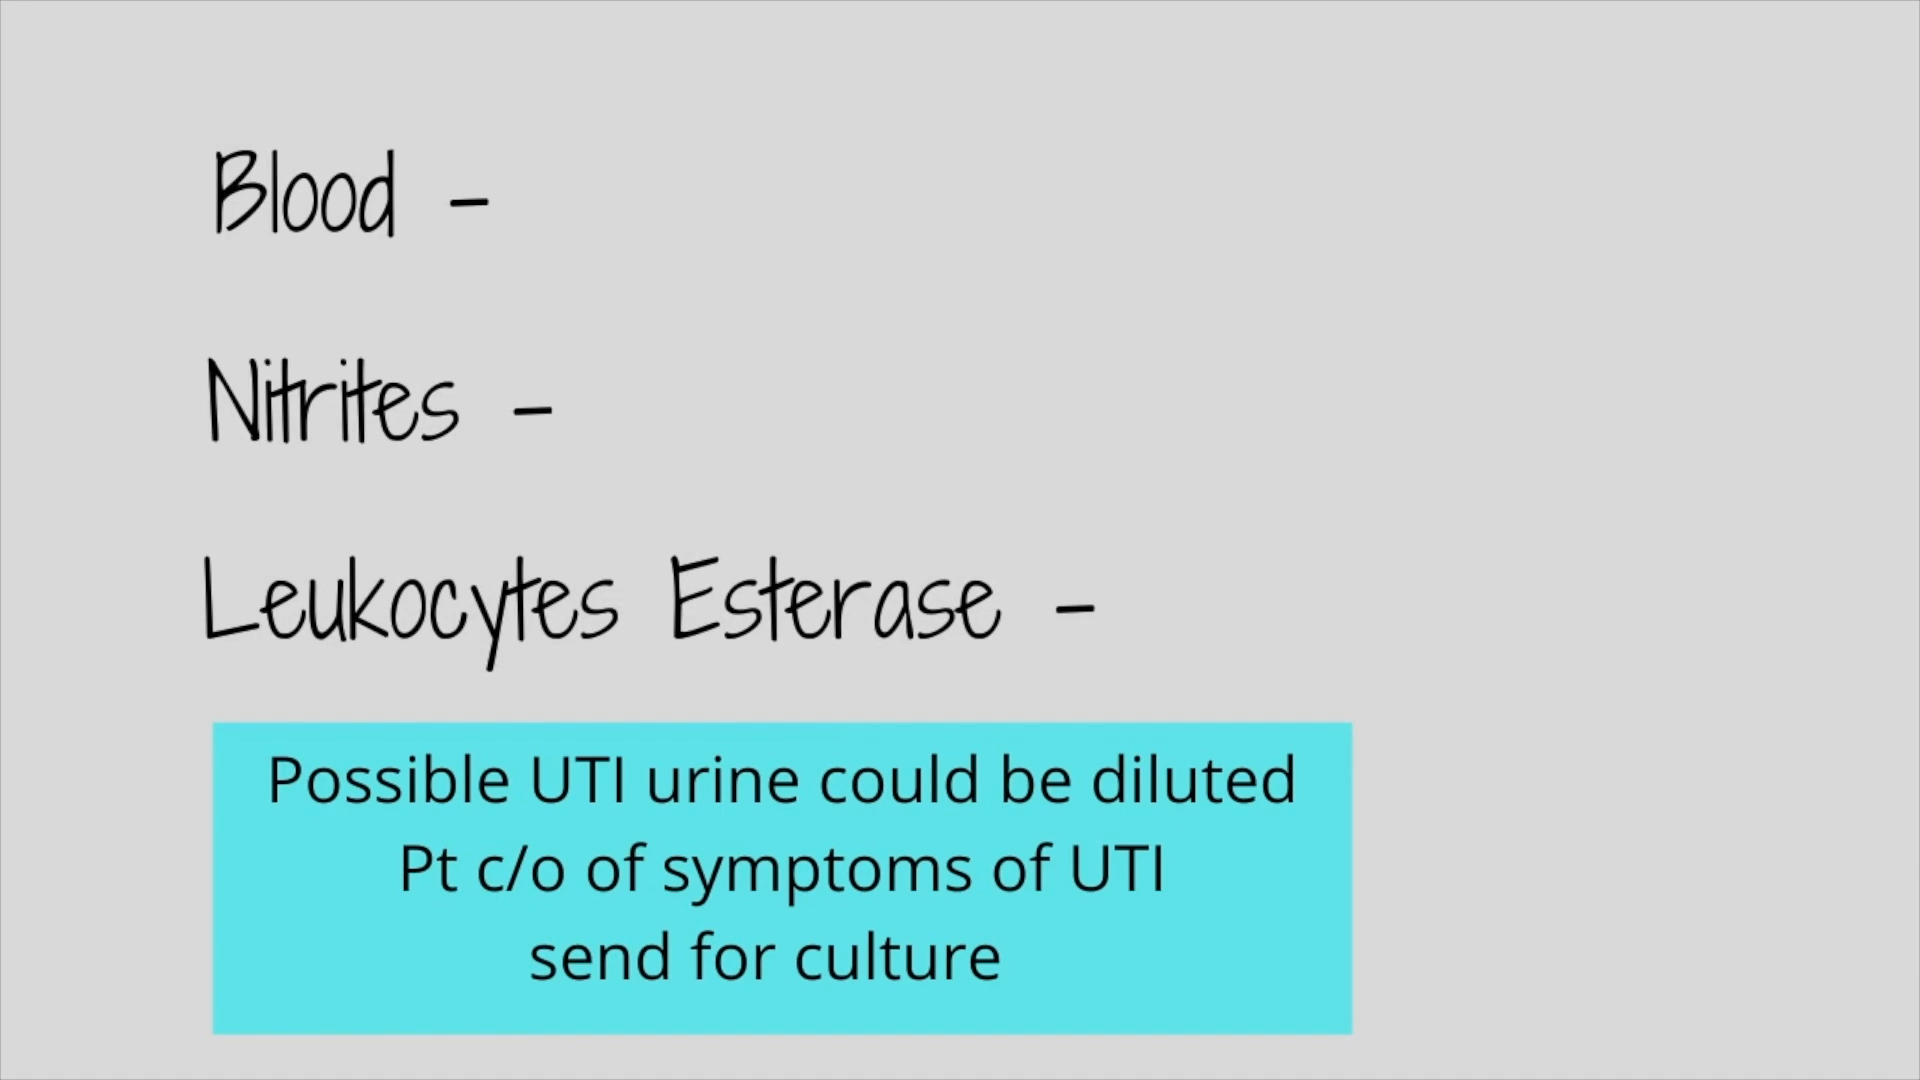 Blood -
Nitrites -
Leukocytes Esterase -
Possible UTI urine could be diluted
Pt c/o of symptoms of UTI
send for culture